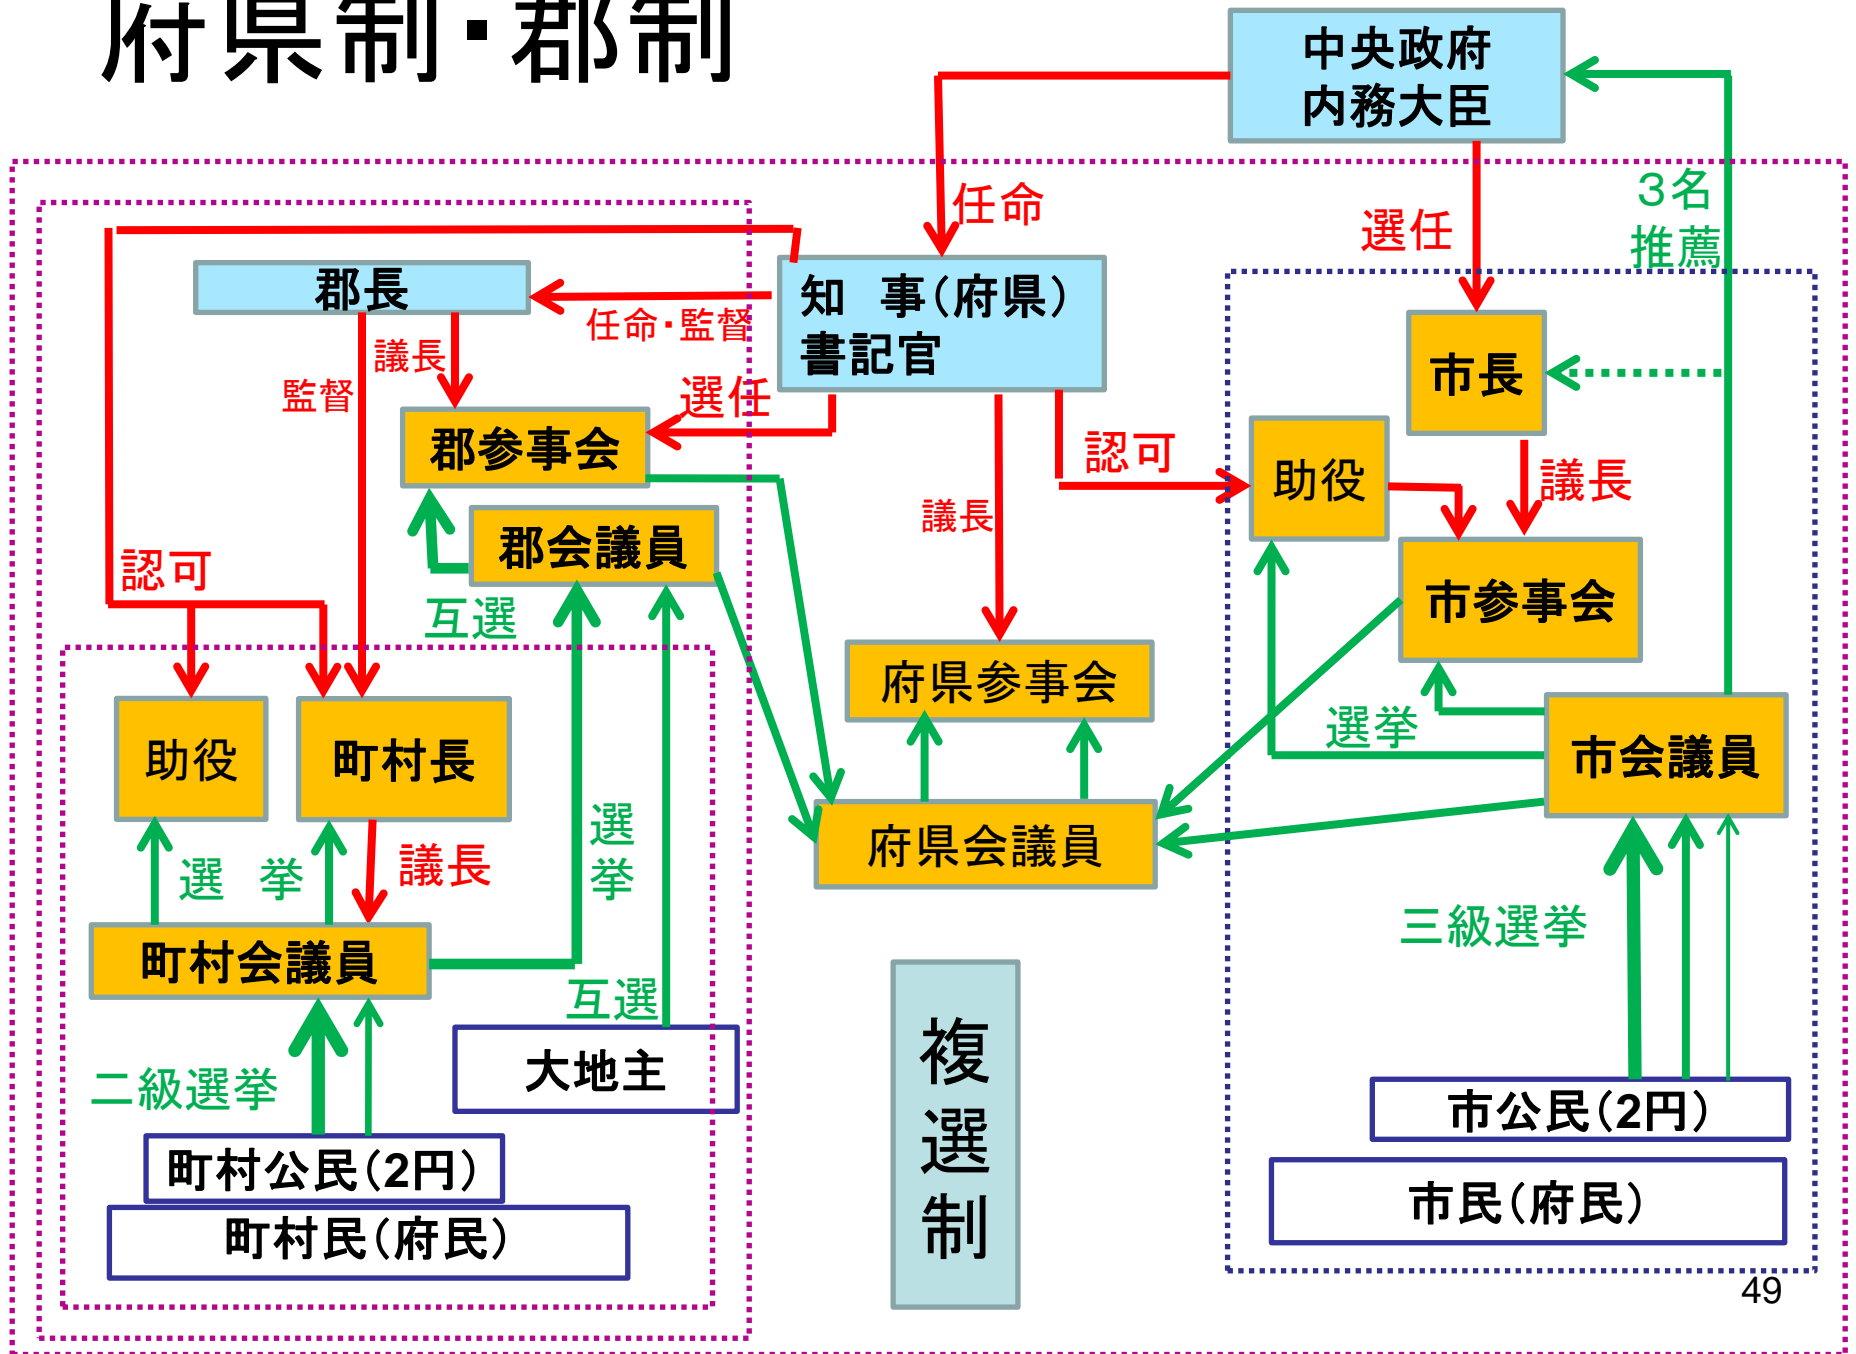 府県制・郡制
中央政府
内務大臣
任命
選任
3名
推薦
郡長
知　事(府県)
書記官
任命・監督
議長
監督
選任
市長
郡参事会
認可
助役
議長
議長
郡会議員
認可
互選
市参事会
府県参事会
選挙
助役
町村長
市会議員
選挙
府県会議員
選　挙
議長
三級選挙
町村会議員
互選
複選制
大地主
二級選挙
市公民(2円)
町村公民(2円)
市民(府民)
町村民(府民)
49